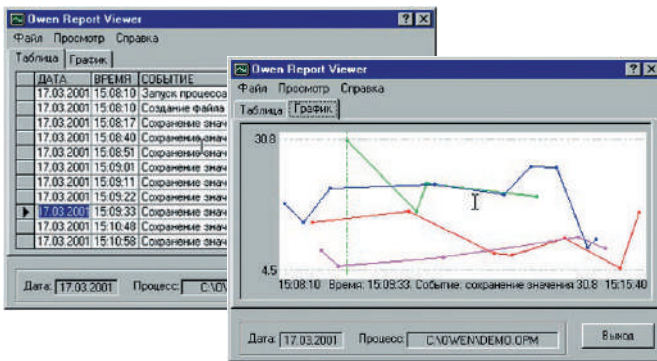 Owen Report Viewer
Файл Просмотр Справка
Таблица График
ДАТА ВРЕМЯ СОБЫТИЕ
17.03.2001 15:08:10 Запуск процесса
17.03.2001 15:08:10 Создание файла
17.03.2001 15:08:17 Сохранение знач
17.03.2001 15:08:40 Сохранение знач
17.03.2001 15:08:51 Сохранение знач
17.03.2001 15:09:01 Сохранение знач
17.03.2001 15:09:11 Сохранение знач
17.03.2001 15:09:22 Сохранение знач
17.03.2001 15:09:33 Сохранение знач
17.03.2001 15:10:48 Сохранение знач
17.03.2001 15:10:58 Сохранение знач
Дата: 17.03.2001 Процесс: C:\O
Owen Report Viewer
Файл Просмотр Справка
Таблица График
30.8
4.5
15:08:10 Время: 15:09:33 Событие: сохранение значения 30.8 15:15:40
Дата: 17.03.2001 Процесс: C:\OWEN\DEMO.OPM Выход